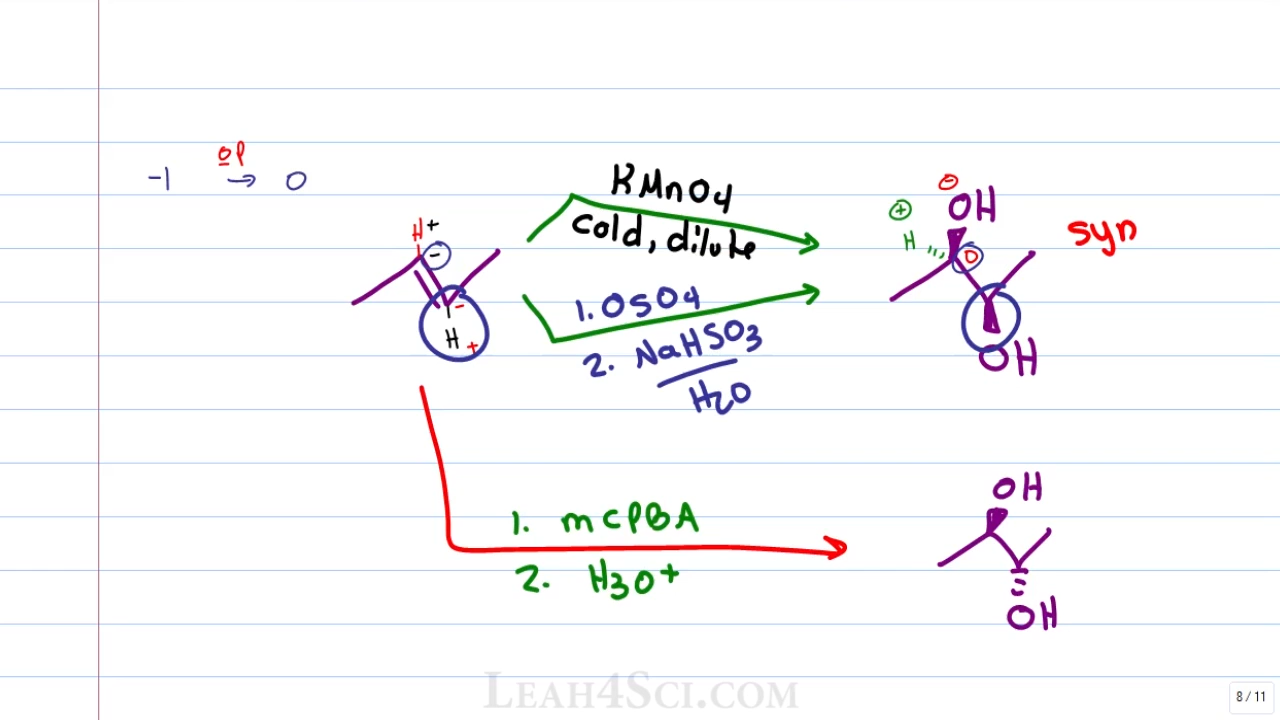 op
-1 → 0
KMnO4
cold, dilute
1. OsO4
2. NaHSO3
H2O
H+
-
-
H
+
⊖
OH
⊕
H
O
OH
syn
1. mCPBA
2. H3O+
OH
OH
LEAH4SCI.COM
8 / 11